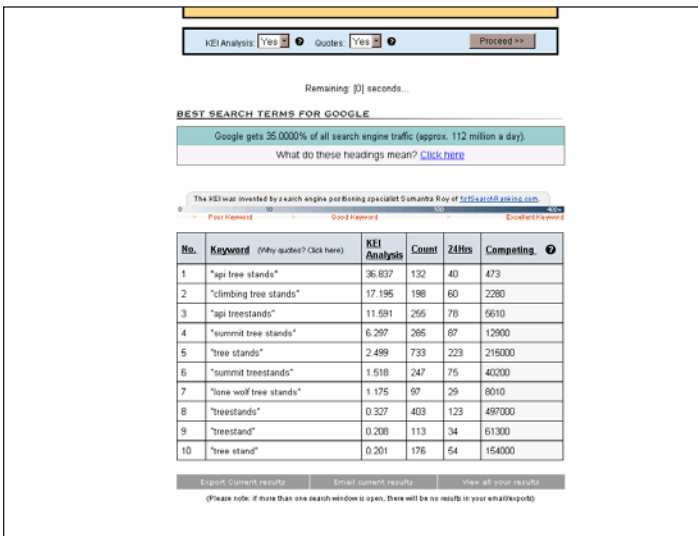 KEI Analysis: Yes ? Quotes: Yes ? Proceed >>
Remaining: [0] seconds...
BEST SEARCH TERMS FOR GOOGLE
Google gets 35.0000% of all search engine traffic (approx. 112 million a day).
What do these headings mean? Click here
The KEI was invented by search engine positioning specialist Sumantra Roy of 1stSearchRanking.com.
0 10 100 400+
> Poor Keyword > Good Keyword > Excellent Keyword
No. Keyword (Why quotes? Click here) KEI Analysis Count 24Hrs Competing ?
1 "api tree stands" 36.837 132 40 473
2 "climbing tree stands" 17.195 198 60 2280
3 "api treestands" 11.591 255 78 5610
4 "summit tree stands" 6.297 285 87 12900
5 "tree stands" 2.499 733 223 215000
6 "summit treestands" 1.518 247 75 40200
7 "lone wolf tree stands" 1.175 97 29 8010
8 "treestands" 0.327 403 123 497000
9 "treestand" 0.208 113 34 61300
10 "tree stand" 0.201 176 54 154000
Export Current results Email current results View all your results
(Please note: if more than one search window is open, there will be no results in your email/exports)